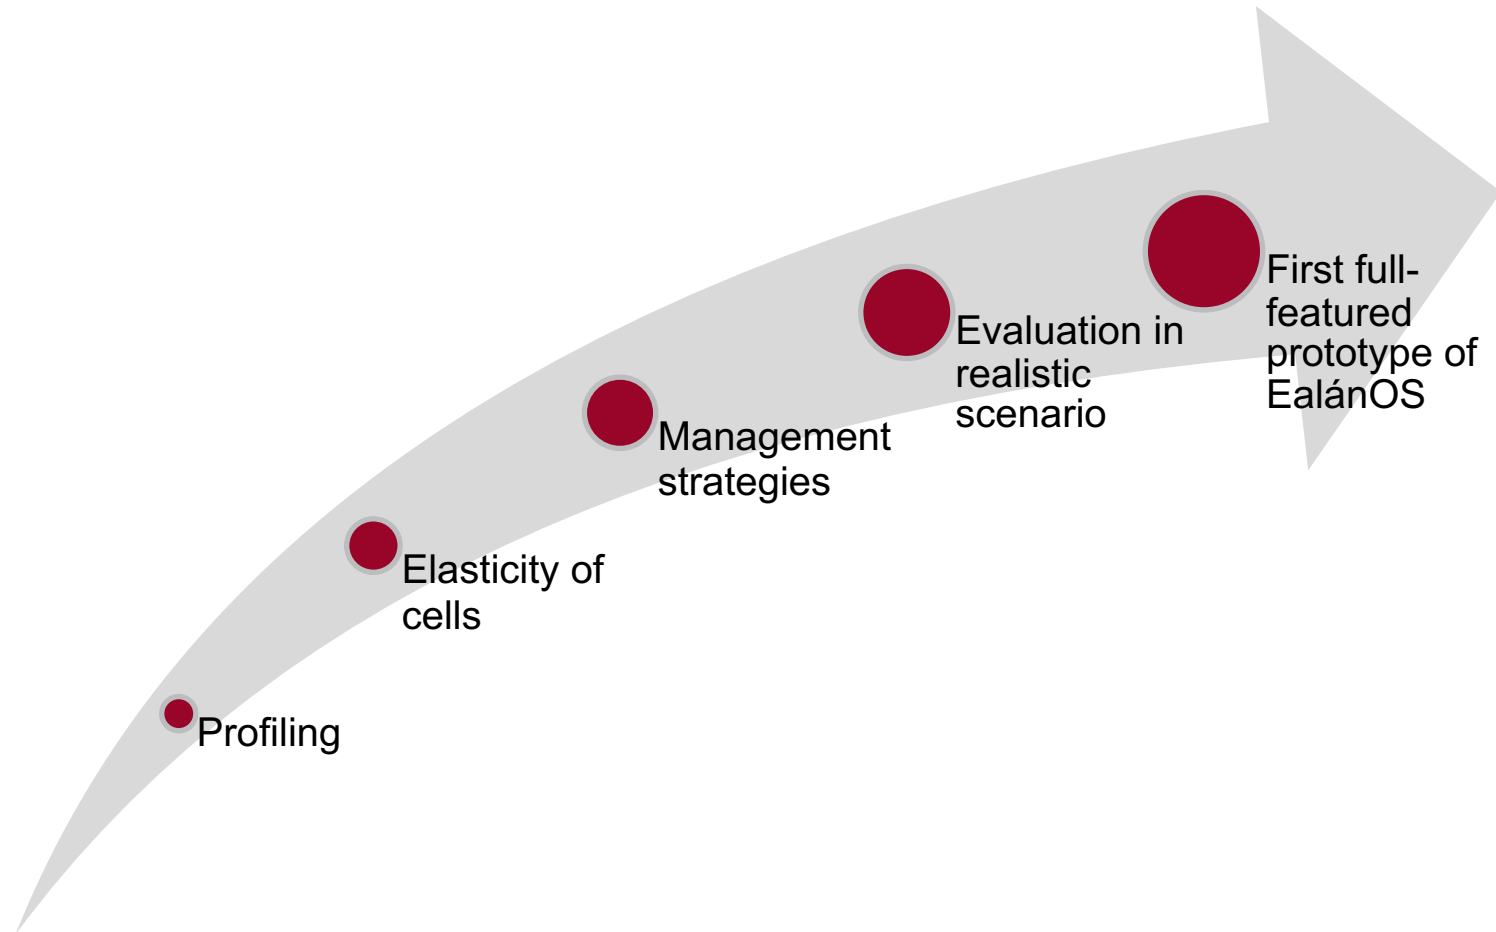 First full-
featured
prototype of
EalánOS
Evaluation in
realistic
scenario
Management
strategies
Elasticity of
cells
Profiling